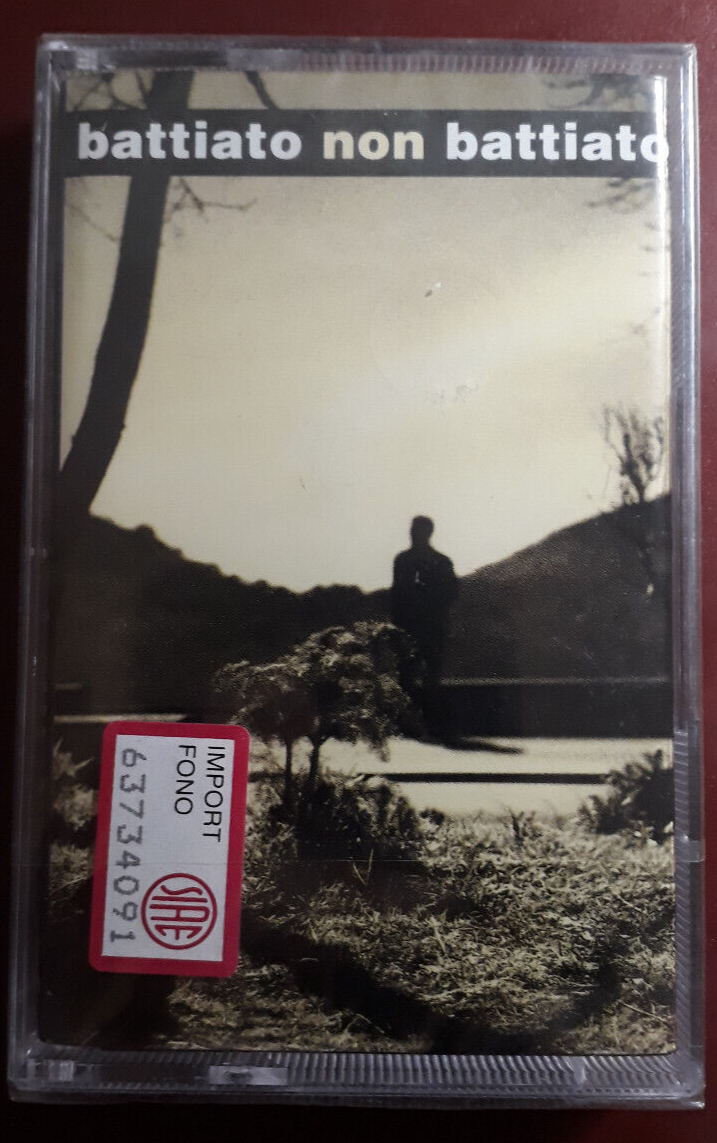 battiato non battiato
IMPORT
FONO
SIAE
63734091